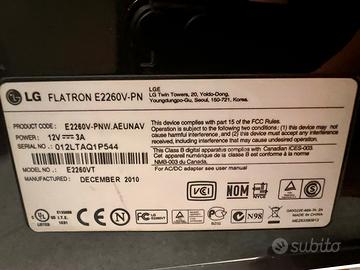 LG FLATRON E2260V-PN
LGE
LG Twin Towers, 20, Yoido-Dong,
Youngdungpo-Gu, Seoul, 150-721, Korea
PRODUCT CODE : E2260V-PNW.AEUNAV
POWER : 12V 3A
SERIAL NO. : 012LTAQ1P544
MODEL NO. : E2260VT
MANUFACTURED : DECEMBER 2010
This device complies with part 15 of the FCC Rules.
Operation is subject to the following two conditions: (1) this device may not cause
harmful interference, and (2) this device must accept any interference
received, including interference that may cause undesired operation.
This Class B digital apparatus complies with Canadian ICES-003.
Cet appareil numérique de la classe B est conforme à la norme
NMB-003 du Canada.
For AC/DC adapter see user manual.
VCI
NOM
NYCE
UL
LISTED
I.T.E.
FC
N98
MADE IN CHINA
subito